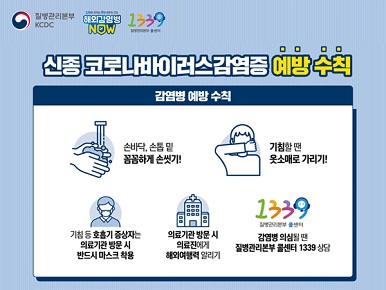 질병관리본부
KCDC
해외감염병
NOW
1339
질병관리본부 콜센터
신종 코로나바이러스감염증 예방 수칙
감염병 예방 수칙
손바닥, 손톱 밑
꼼꼼하게 손씻기!
기침할 땐
옷소매로 가리기!
기침 등 호흡기 증상자는
의료기관 방문 시
반드시 마스크 착용
의료기관 방문 시
의료진에게
해외여행력 알리기
1339
질병관리본부 콜센터
감염병 의심될 땐
질병관리본부 콜센터 1339 상담